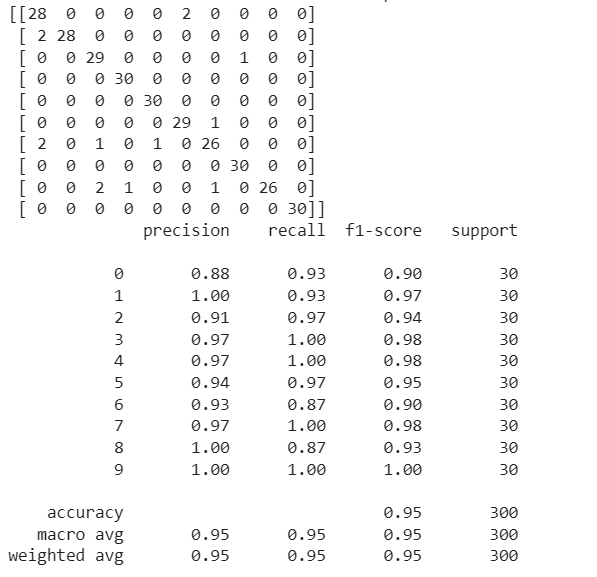 [[28 0 0 0 0 2 0 0 0 0]
[ 2 28 0 0 0 0 0 0 0 0]
[ 0 0 29 0 0 0 0 1 0 0]
[ 0 0 0 30 0 0 0 0 0 0]
[ 0 0 0 0 30 0 0 0 0 0]
[ 0 0 0 0 0 29 1 0 0 0]
[ 2 0 1 0 1 0 26 0 0 0]
[ 0 0 0 0 0 0 0 30 0 0]
[ 0 0 2 1 0 0 1 0 26 0]
[ 0 0 0 0 0 0 0 0 0 30]]
precision recall f1-score support
0 0.88 0.93 0.90 30
1 1.00 0.93 0.97 30
2 0.91 0.97 0.94 30
3 0.97 1.00 0.98 30
4 0.97 1.00 0.98 30
5 0.94 0.97 0.95 30
6 0.93 0.87 0.90 30
7 0.97 1.00 0.98 30
8 1.00 0.87 0.93 30
9 1.00 1.00 1.00 30
accuracy 0.95 300
macro avg 0.95 0.95 0.95 300
weighted avg 0.95 0.95 0.95 300